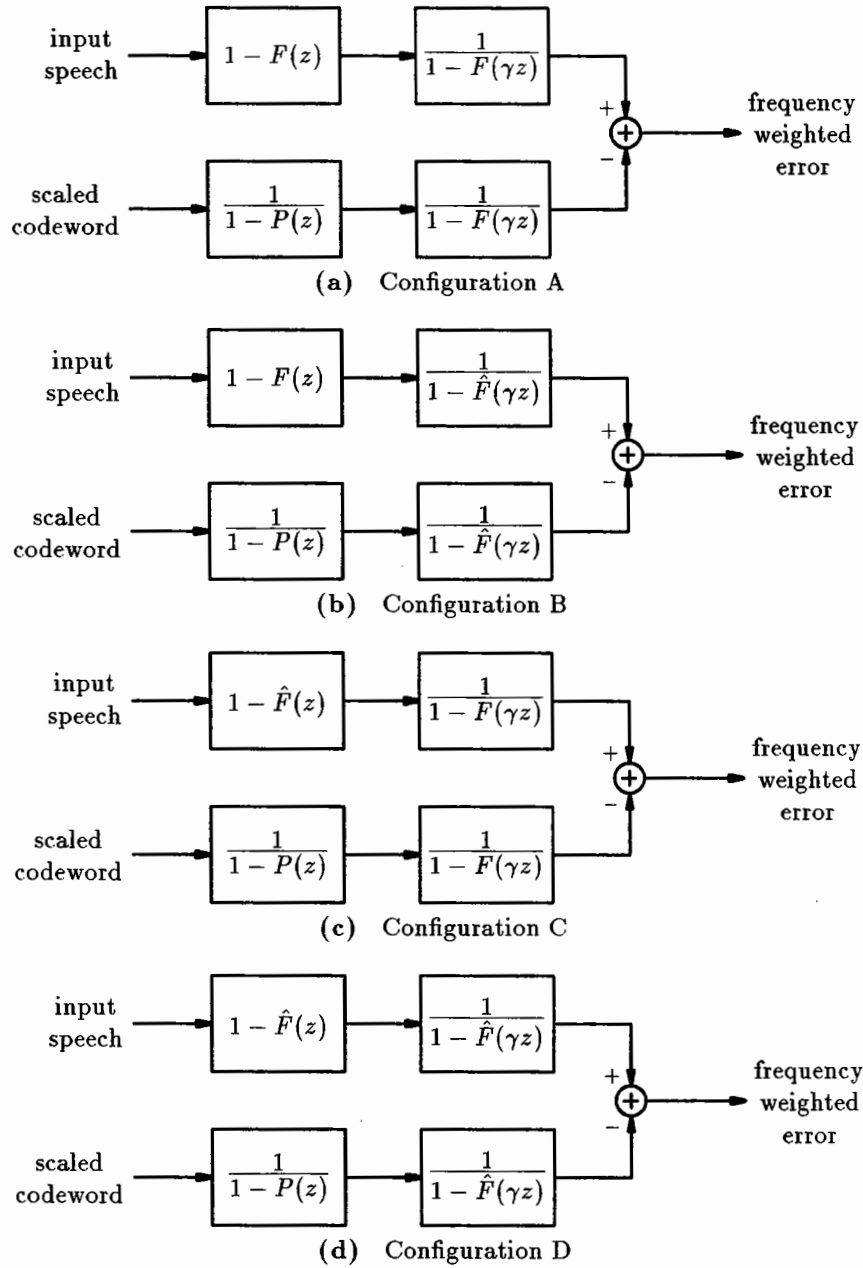 input
speech
1 − F(z)
1
1 − F(γz)
+
frequency
weighted
error
scaled
codeword
1
1 − P(z)
1
1 − F(γz)
+
−
(a) Configuration A
input
speech
1 − F(z)
1
1 − F̂(γz)
+
frequency
weighted
error
scaled
codeword
1
1 − P(z)
1
1 − F̂(γz)
+
−
(b) Configuration B
input
speech
1 − F̂(z)
1
1 − F(γz)
+
frequency
weighted
error
scaled
codeword
1
1 − P(z)
1
1 − F(γz)
+
−
(c) Configuration C
input
speech
1 − F̂(z)
1
1 − F̂(γz)
+
frequency
weighted
error
scaled
codeword
1
1 − P(z)
1
1 − F̂(γz)
+
−
(d) Configuration D